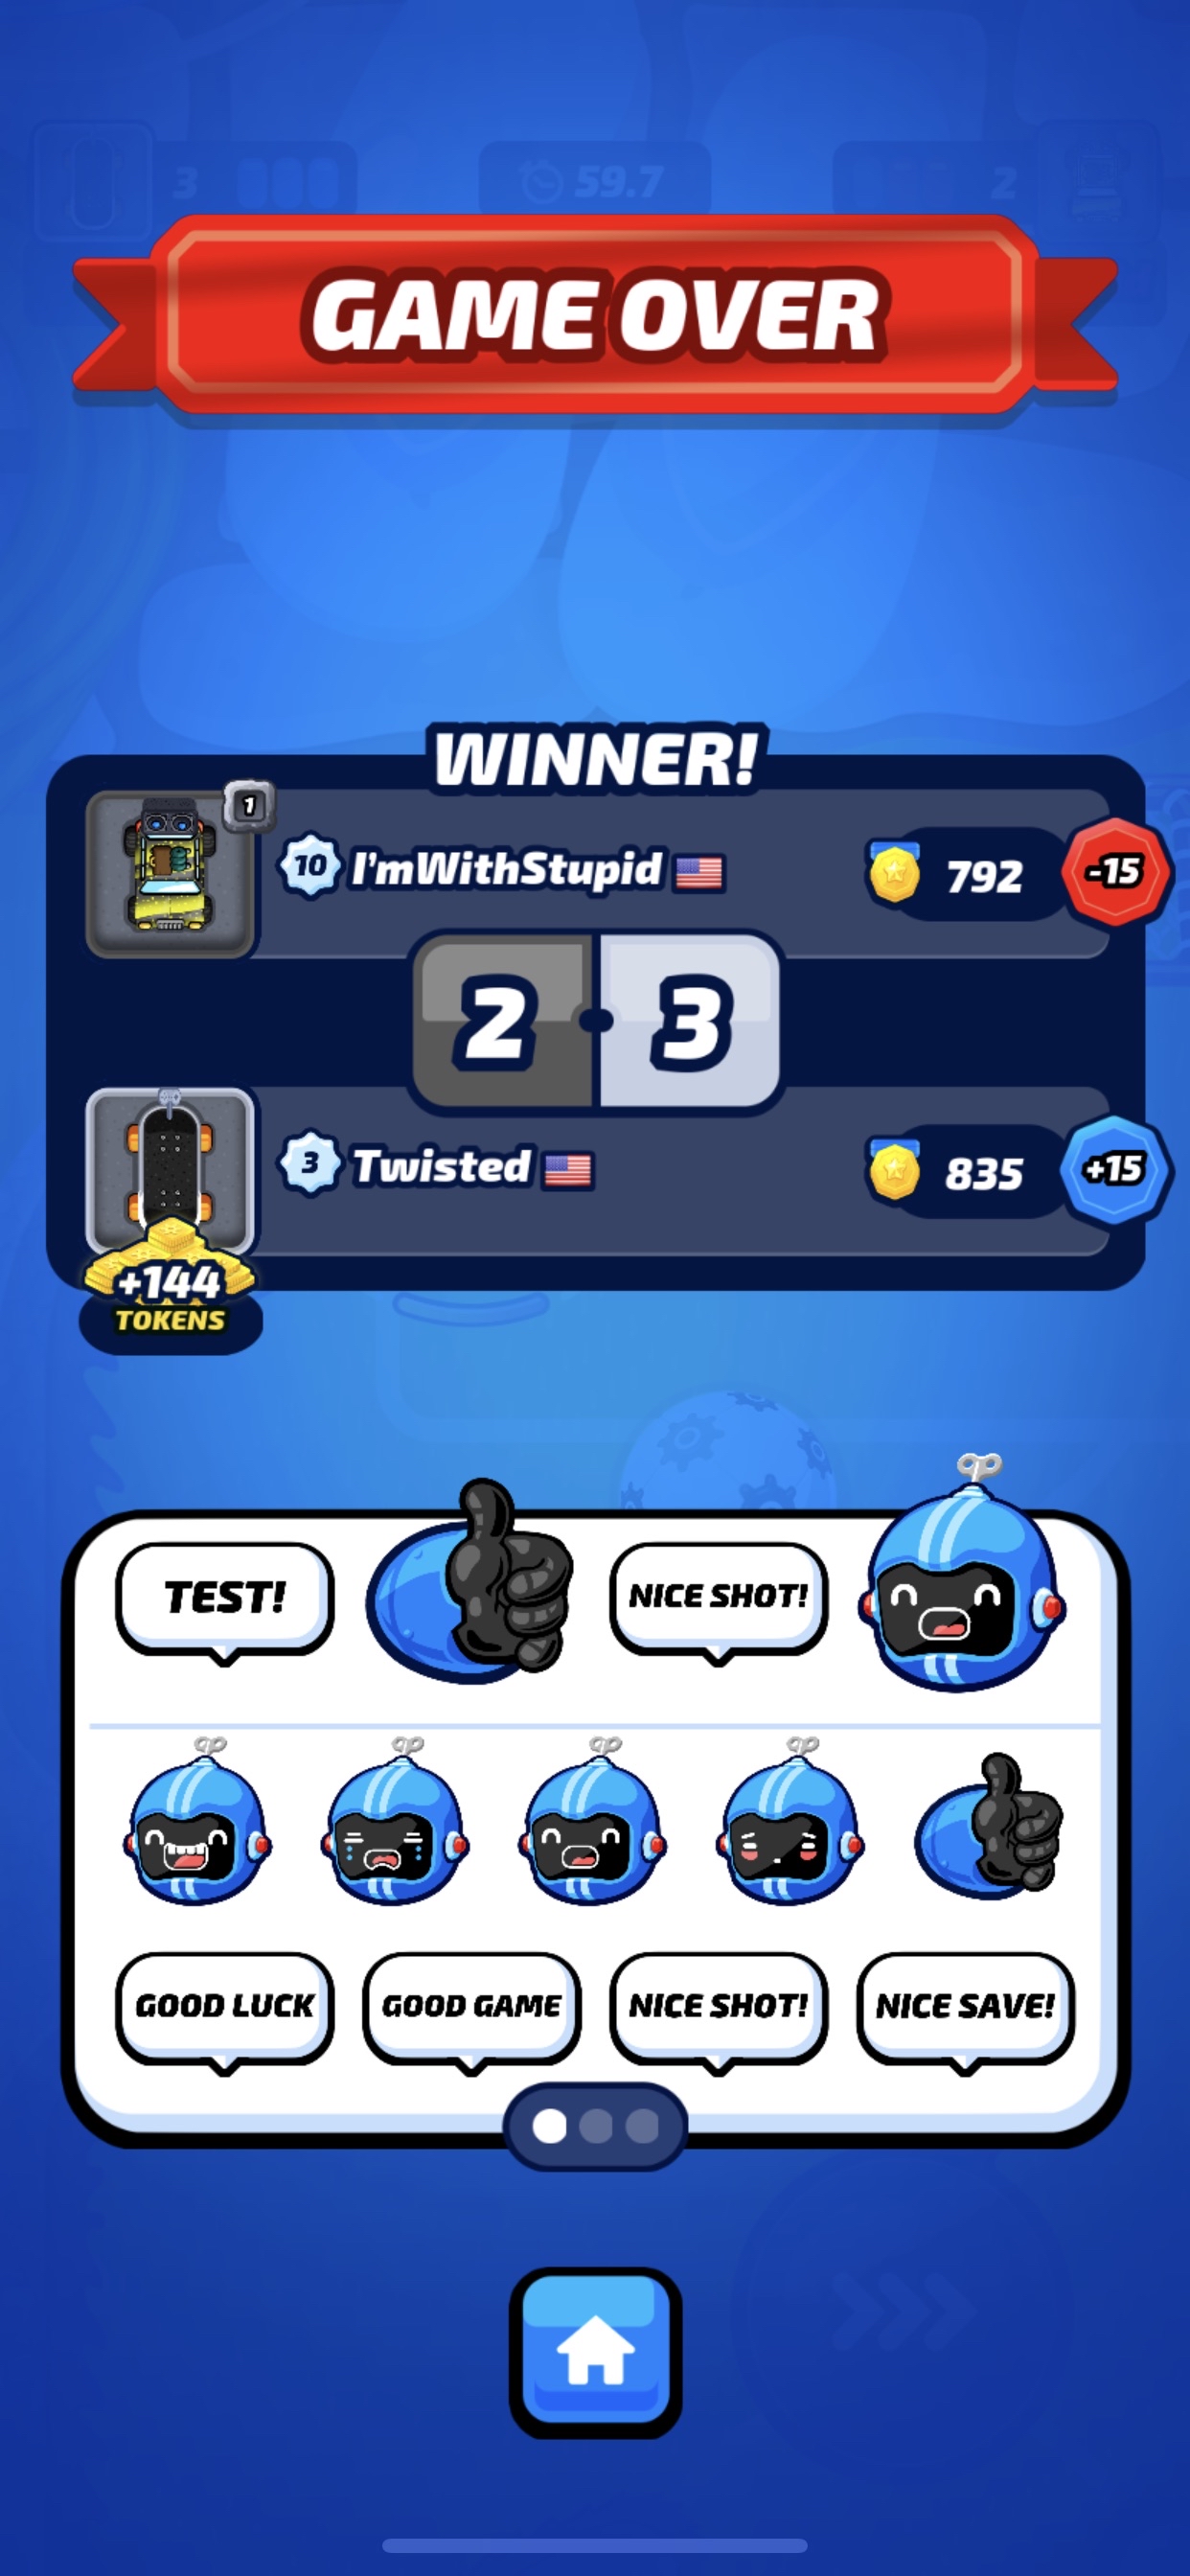 3
59.7
2
GAME OVER
WINNER!
1
10 I'mWithStupid
792
-15
2 3
3 Twisted
835
+15
+144
TOKENS
TEST!
NICE SHOT!
GOOD LUCK
GOOD GAME
NICE SHOT!
NICE SAVE!